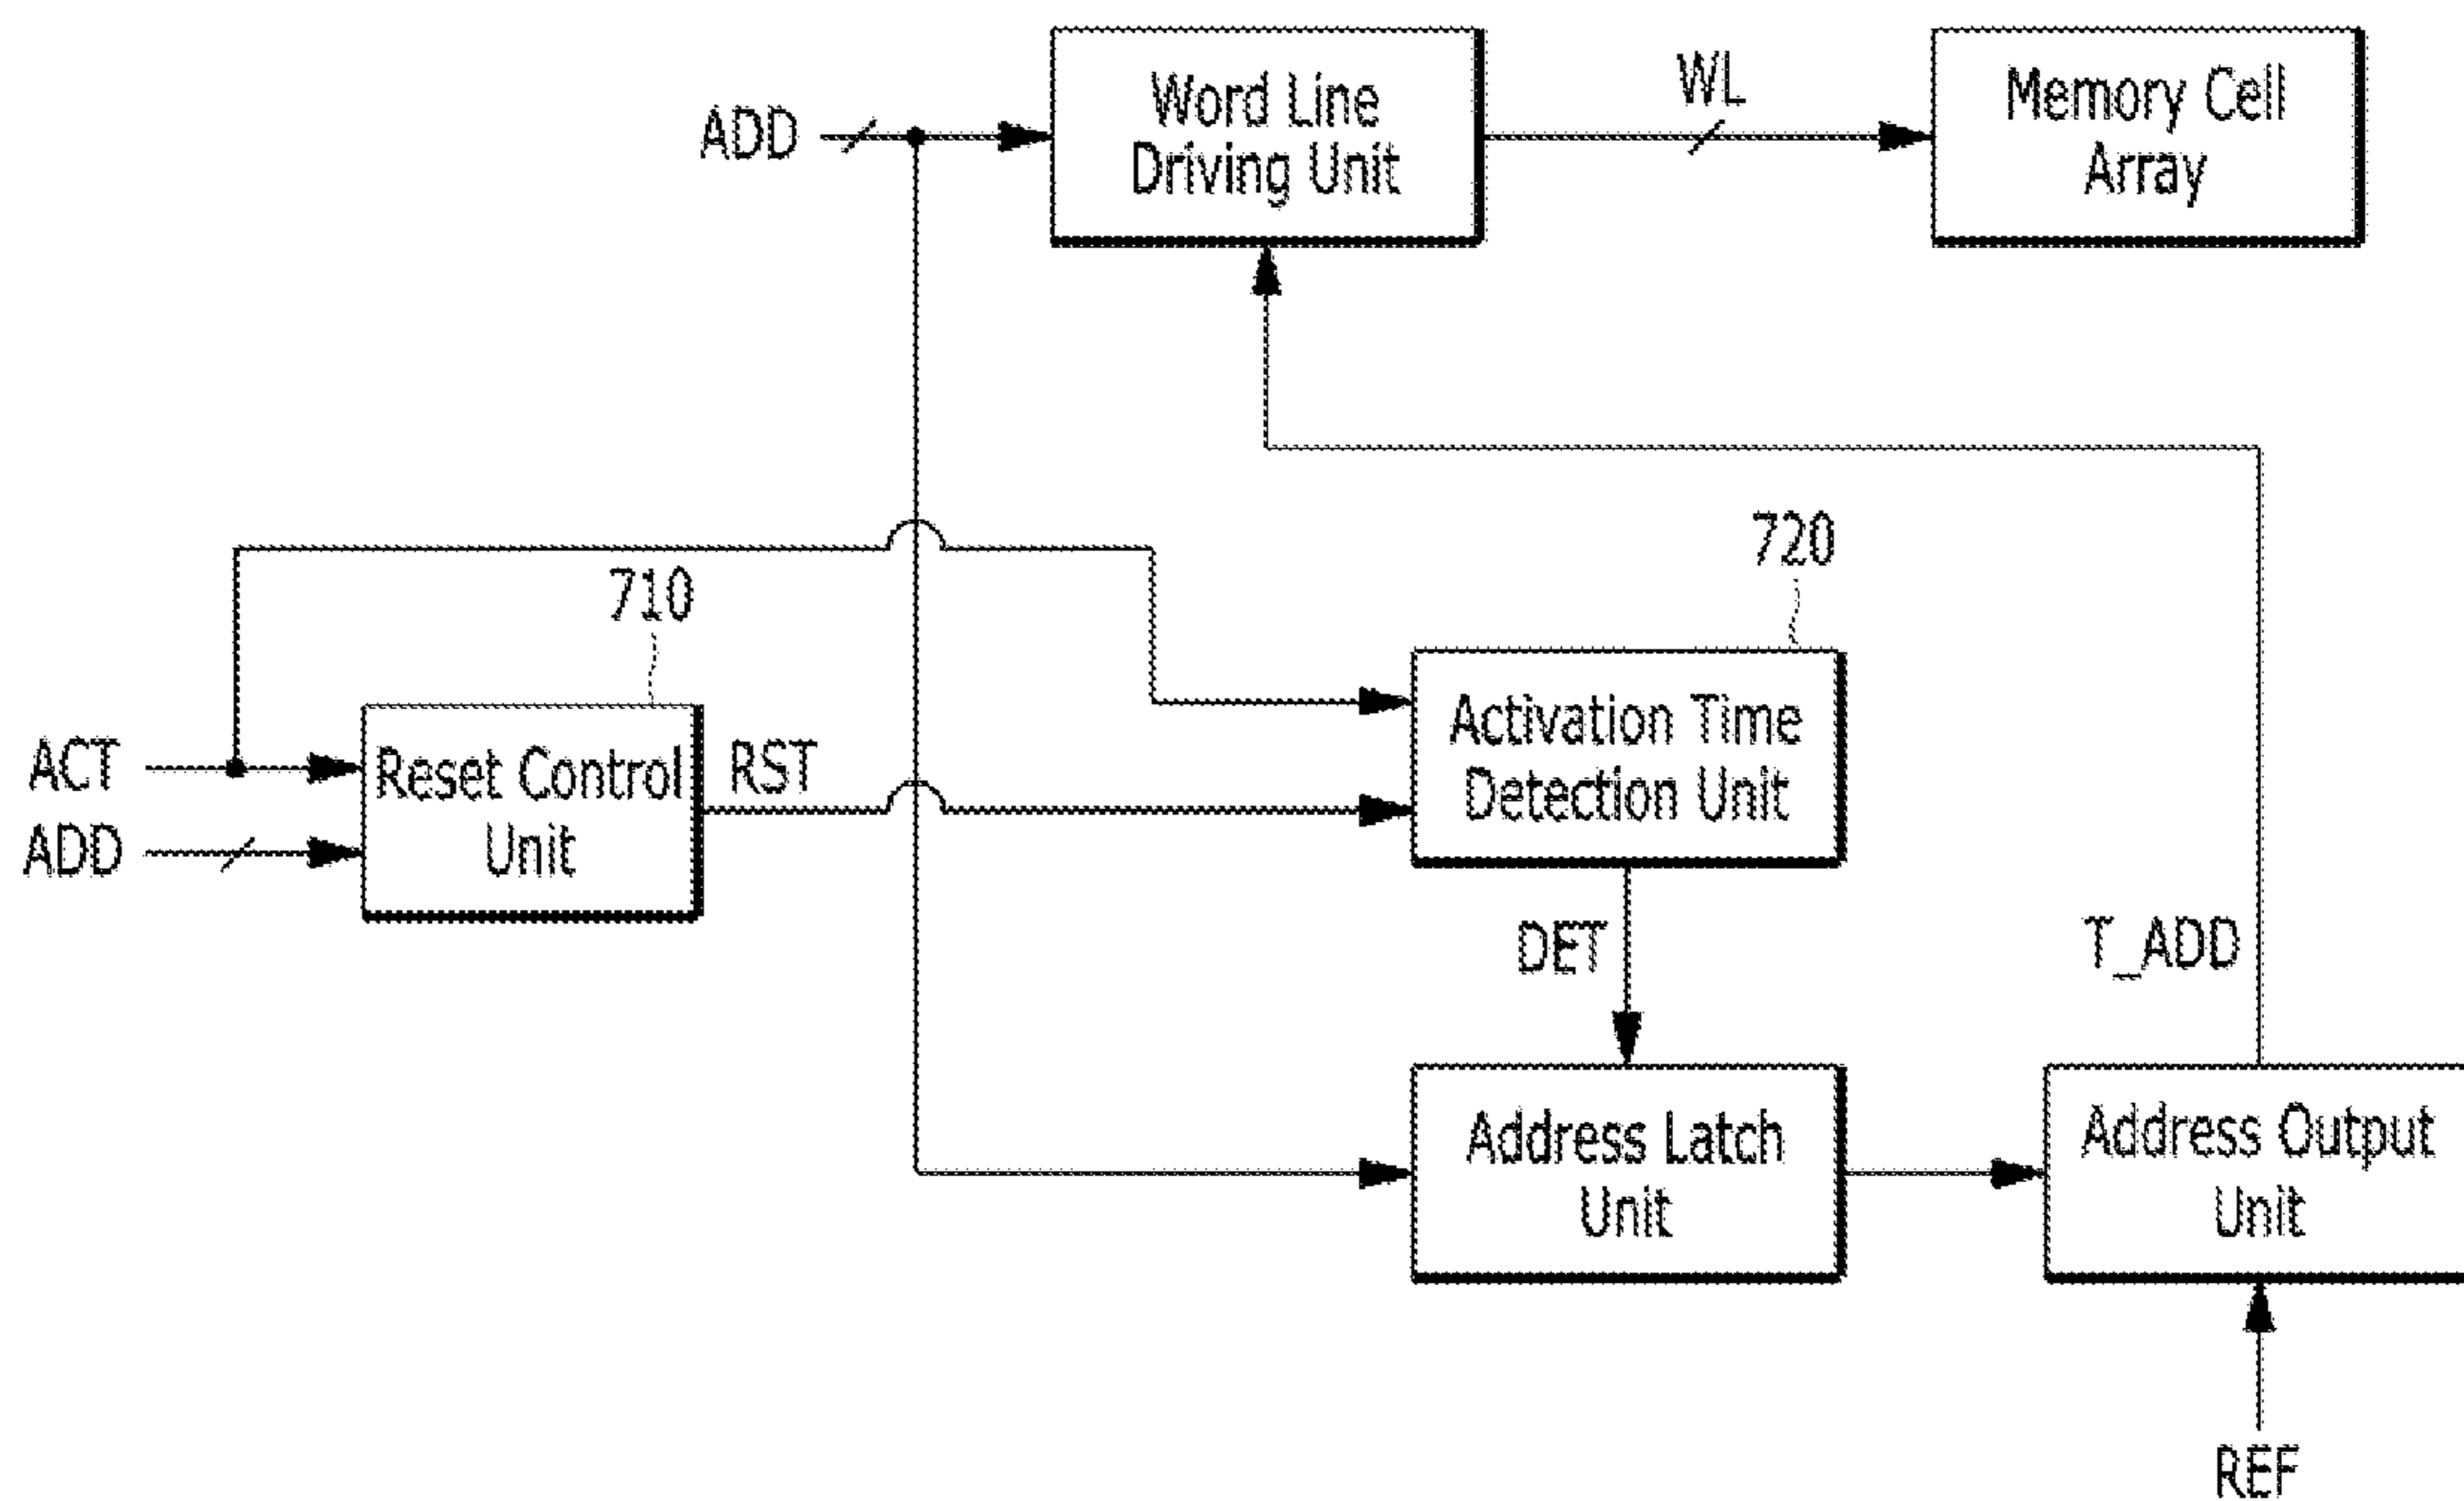 ADD
Word Line
Driving Unit
WL
Memory Cell
Array
710
720
ACT
ADD
Reset Control
Unit
RST
Activation Time
Detection Unit
DET
T_ADD
Address Latch
Unit
Address Output
Unit
REF